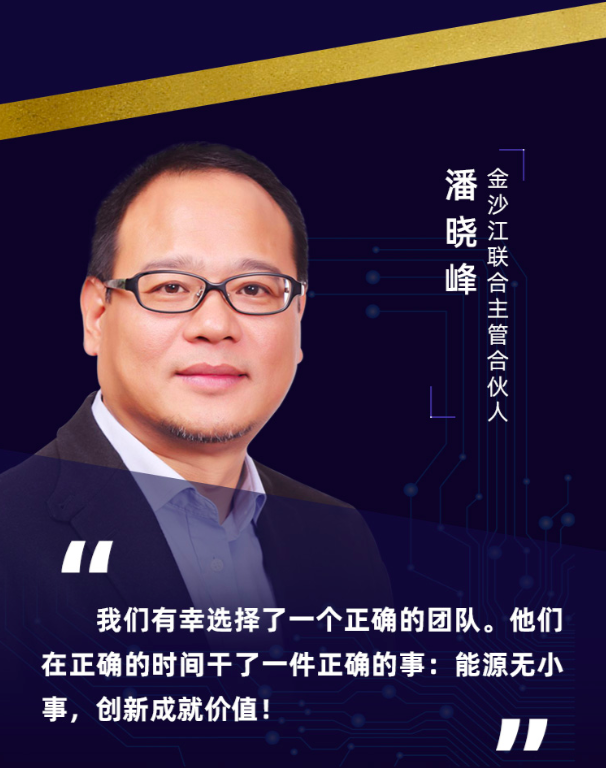 潘晓峰
金沙江联合主管合伙人
“
我们有幸选择了一个正确的团队。他们
在正确的时间干了一件正确的事：能源无小
事，创新成就价值！
”